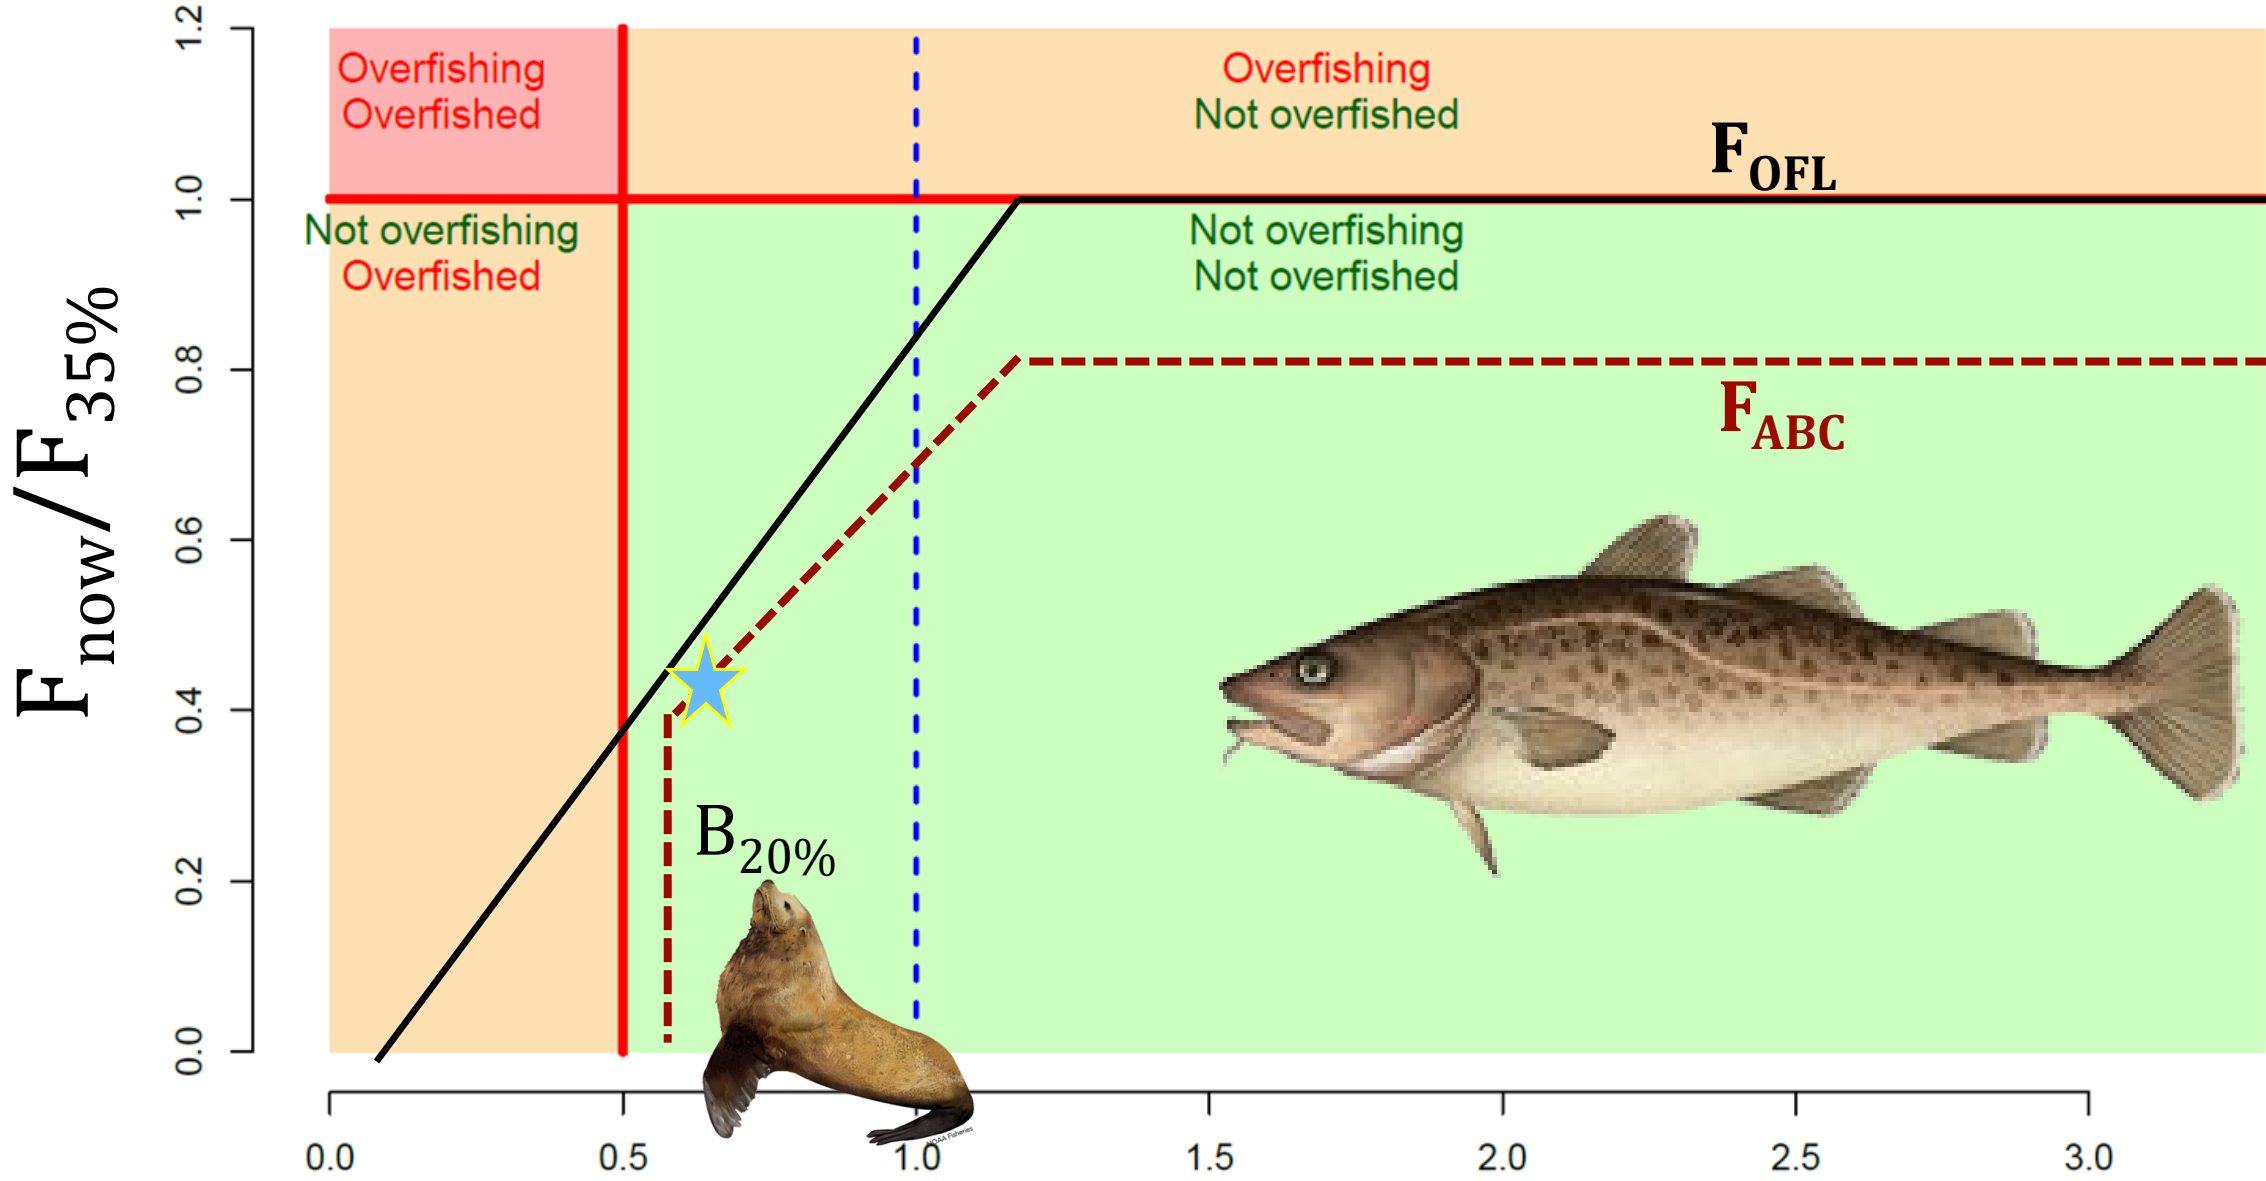 1.2
1.0
0.8
0.6
0.4
0.2
0.0
Fnow/F35%
Overfishing
Overfished
Overfishing
Not overfished
FOFL
Not overfishing
Overfished
Not overfishing
Not overfished
FABC
B20%
NOAA Fisheries
0.0 0.5 1.0 1.5 2.0 2.5 3.0